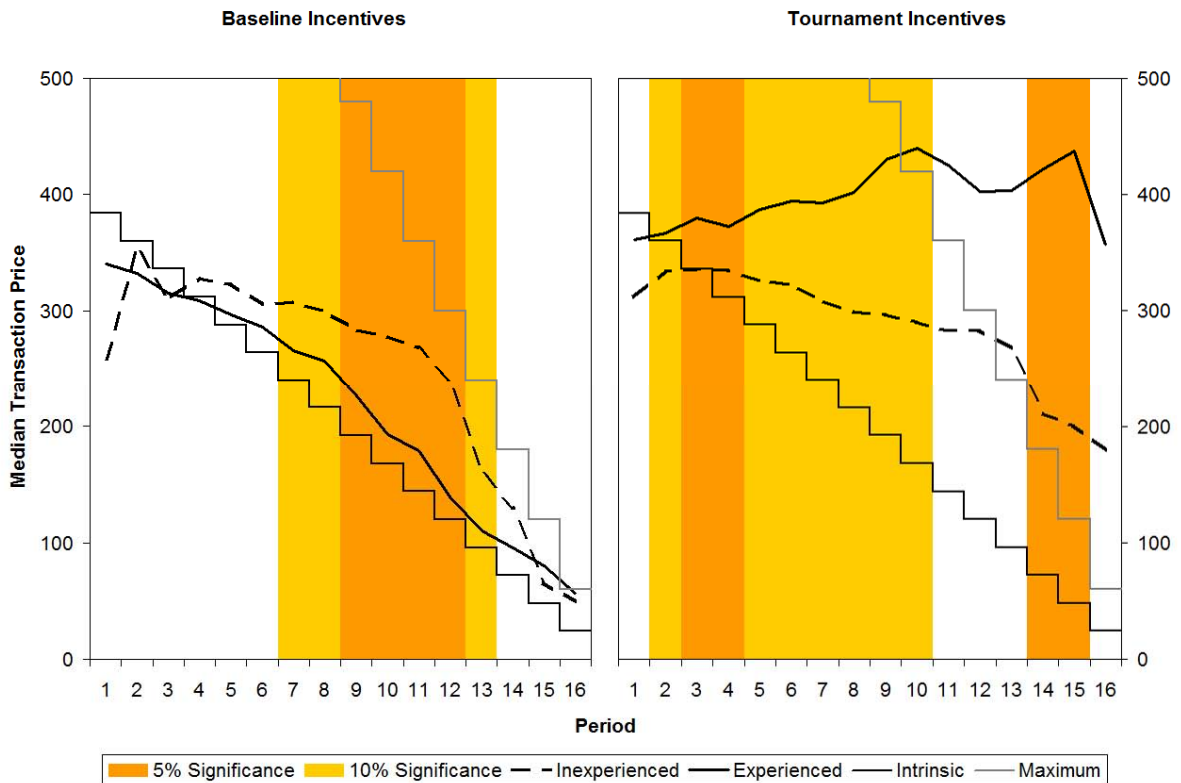 Baseline Incentives
Tournament Incentives
Median Transaction Price
500
400
300
200
100
0
1 2 3 4 5 6 7 8 9 10 11 12 13 14 15 16
500
400
300
200
100
0
1 2 3 4 5 6 7 8 9 10 11 12 13 14 15 16
Period
5% Significance 10% Significance Inexperienced Experienced Intrinsic Maximum